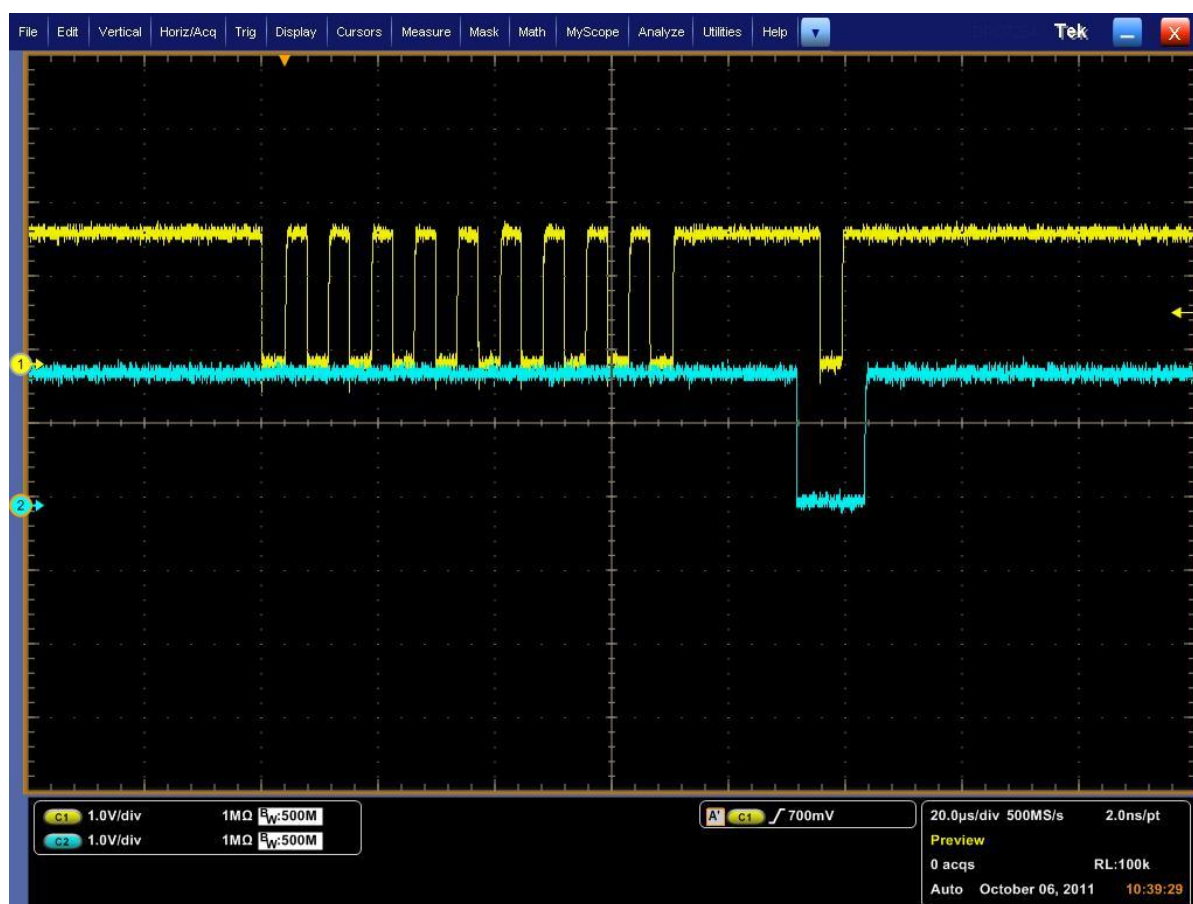 File Edit Vertical Horiz/Acq Trig Display Cursors Measure Mask Math MyScope Analyze Utilities Help Tek X
1
2
C1 1.0V/div 1MΩ BW:500M
C2 1.0V/div 1MΩ BW:500M
A' C1 700mV
20.0µs/div 500MS/s 2.0ns/pt
Preview
0 acqs RL:100k
Auto October 06, 2011 10:39:29